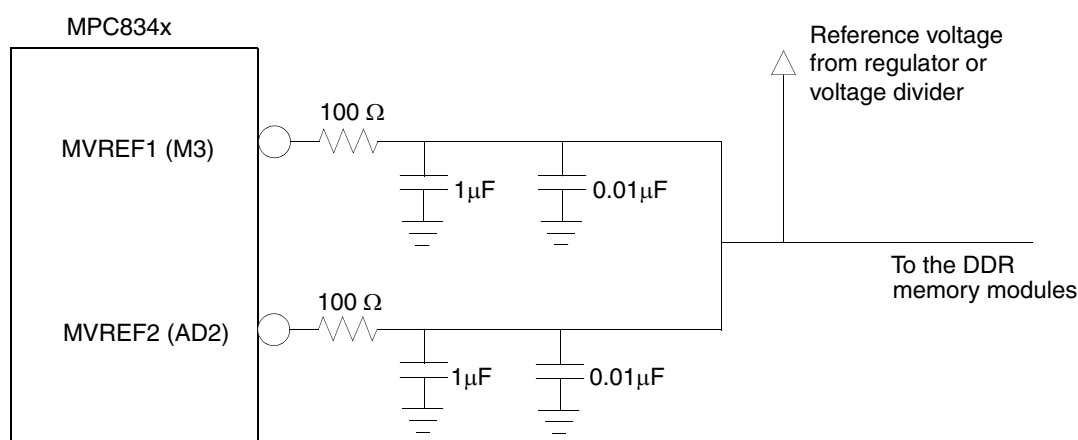 MPC834x
Reference voltage
from regulator or
voltage divider
100 Ω
MVREF1 (M3)
1μF
0.01μF
To the DDR
memory modules
100 Ω
MVREF2 (AD2)
1μF
0.01μF